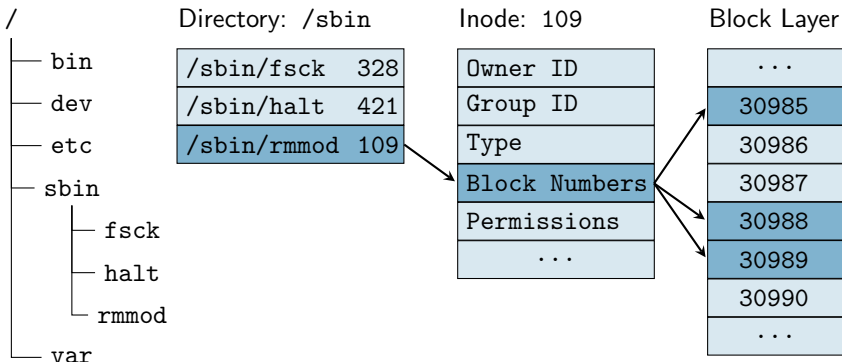 /
bin
dev
etc
sbin
fsck
halt
rmmod
var
Directory: /sbin
/sbin/fsck 328
/sbin/halt 421
/sbin/rmmod 109
Inode: 109
Owner ID
Group ID
Type
Block Numbers
Permissions
...
Block Layer
...
30985
30986
30987
30988
30989
30990
...